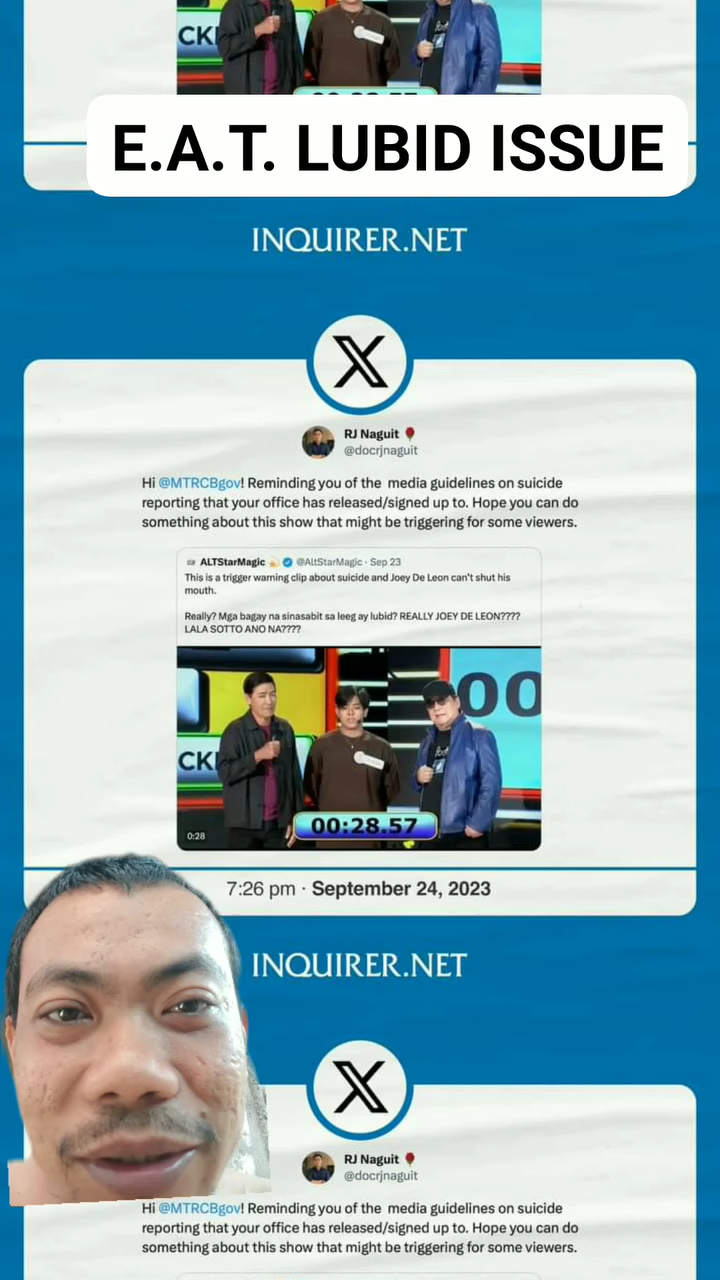 CK
E.A.T. LUBID ISSUE
INQUIRER.NET
X
RJ Naguit 🌹
@docrjnaguit
Hi @MTRCBgov! Reminding you of the media guidelines on suicide
reporting that your office has released/signed up to. Hope you can do
something about this show that might be triggering for some viewers.
ALTStarMagic 💫 @AltStarMagic · Sep 23
This is a trigger warning clip about suicide and Joey De Leon can't shut his
mouth.
Really? Mga bagay na sinasabit sa leeg ay lubid? REALLY JOEY DE LEON????
LALA SOTTO ANO NA????
00
CK
00:28.57
0:28
7:26 pm · September 24, 2023
INQUIRER.NET
X
RJ Naguit 🌹
@docrjnaguit
Hi @MTRCBgov! Reminding you of the media guidelines on suicide
reporting that your office has released/signed up to. Hope you can do
something about this show that might be triggering for some viewers.